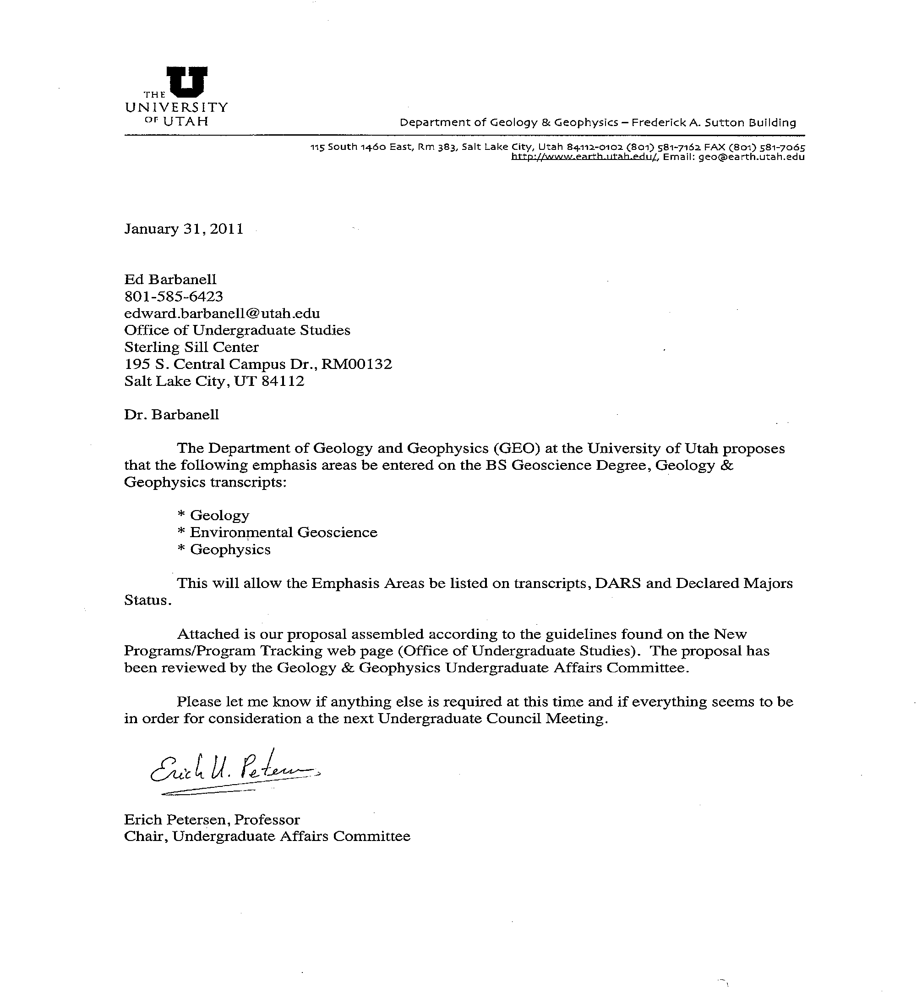 THE
UNIVERSITY
OF UTAH
Department of Geology & Geophysics – Frederick A. Sutton Building
115 South 1460 East, Rm 383, Salt Lake City, Utah 84112-0102 (801) 581-7162 FAX (801) 581-7065
http://www.earth.utah.edu/, Email: geo@earth.utah.edu
January 31, 2011
Ed Barbanell
801-585-6423
edward.barbanell@utah.edu
Office of Undergraduate Studies
Sterling Sill Center
195 S. Central Campus Dr., RM00132
Salt Lake City, UT 84112
Dr. Barbanell
The Department of Geology and Geophysics (GEO) at the University of Utah proposes
that the following emphasis areas be entered on the BS Geoscience Degree, Geology &
Geophysics transcripts:
* Geology
* Environmental Geoscience
* Geophysics
This will allow the Emphasis Areas be listed on transcripts, DARS and Declared Majors
Status.
Attached is our proposal assembled according to the guidelines found on the New
Programs/Program Tracking web page (Office of Undergraduate Studies).  The proposal has
been reviewed by the Geology & Geophysics Undergraduate Affairs Committee.
Please let me know if anything else is required at this time and if everything seems to be
in order for consideration a the next Undergraduate Council Meeting.
Erich U. Petersen
Erich Petersen, Professor
Chair, Undergraduate Affairs Committee